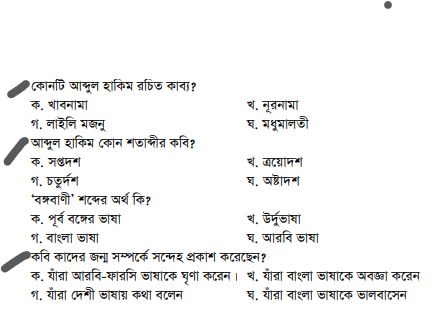 কোনটি আব্দুল হাকিম রচিত কাব্য?
ক. খাবনামা খ. নূরনামা
গ. লাইলি মজনু ঘ. মধুমালতী
আব্দুল হাকিম কোন শতাব্দীর কবি?
ক. সপ্তদশ খ. ত্রয়োদশ
গ. চতুর্দশ ঘ. অষ্টাদশ
‘বঙ্গবাণী’ শব্দের অর্থ কি?
ক. পূর্ব বঙ্গের ভাষা খ. উর্দুভাষা
গ. বাংলা ভাষা ঘ. আরবি ভাষা
কবি কাদের জন্ম সম্পর্কে সন্দেহ প্রকাশ করেছেন?
ক. যাঁরা আরবি-ফারসি ভাষাকে ঘৃণা করেন। খ. যাঁরা বাংলা ভাষাকে অবজ্ঞা করেন
গ. যাঁরা দেশী ভাষায় কথা বলেন ঘ. যাঁরা বাংলা ভাষাকে ভালবাসেন